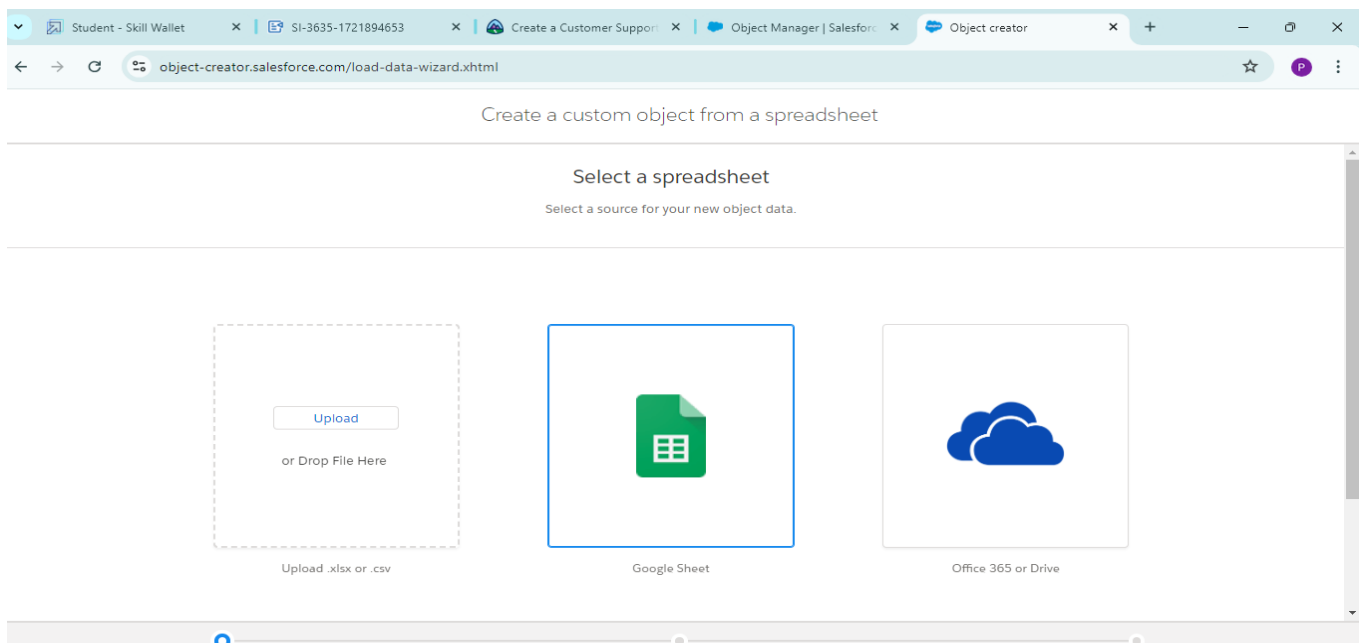 Student - Skill Wallet
SI-3635-1721894653
Create a Customer Support
Object Manager | Salesforc
Object creator
object-creator.salesforce.com/load-data-wizard.xhtml
P
Create a custom object from a spreadsheet
Select a spreadsheet
Select a source for your new object data.
Upload
or Drop File Here
Upload .xlsx or .csv
Google Sheet
Office 365 or Drive